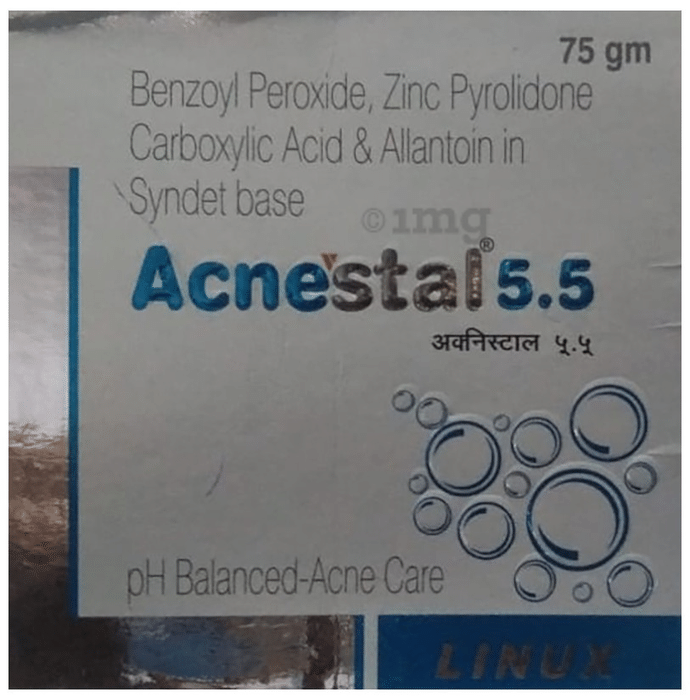 75 gm
Benzoyl Peroxide, Zinc Pyrolidone
Carboxylic Acid & Allantoin in
Syndet base
©1mg
Acnestal® 5.5
अक्निस्टाल ५.५
pH Balanced-Acne Care
LINUX